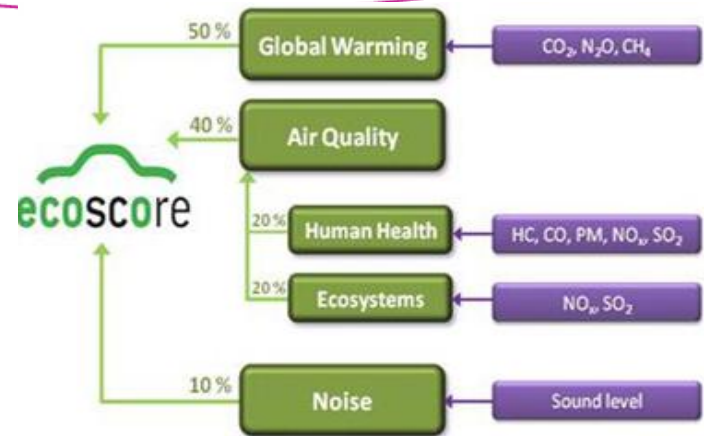 50 %
Global Warming
CO₂, N₂O, CH₄
40 %
Air Quality
ecoscore
20 %
Human Health
HC, CO, PM, NOₓ, SO₂
20 %
Ecosystems
NOₓ, SO₂
10 %
Noise
Sound level